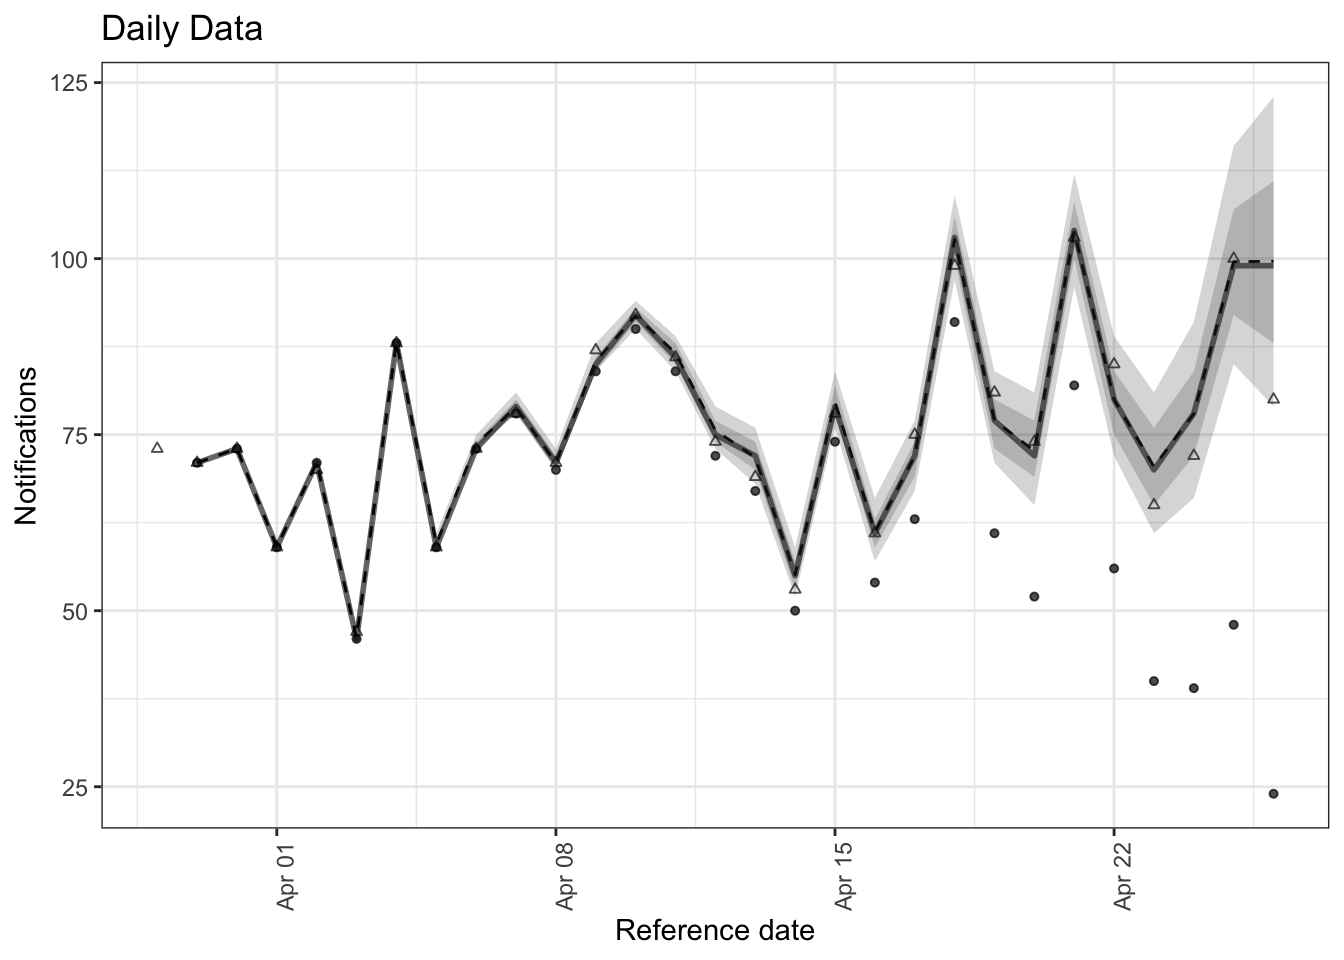 Daily Data
125
100
75
50
25
Notifications
Apr 01
Apr 08
Apr 15
Apr 22
Reference date